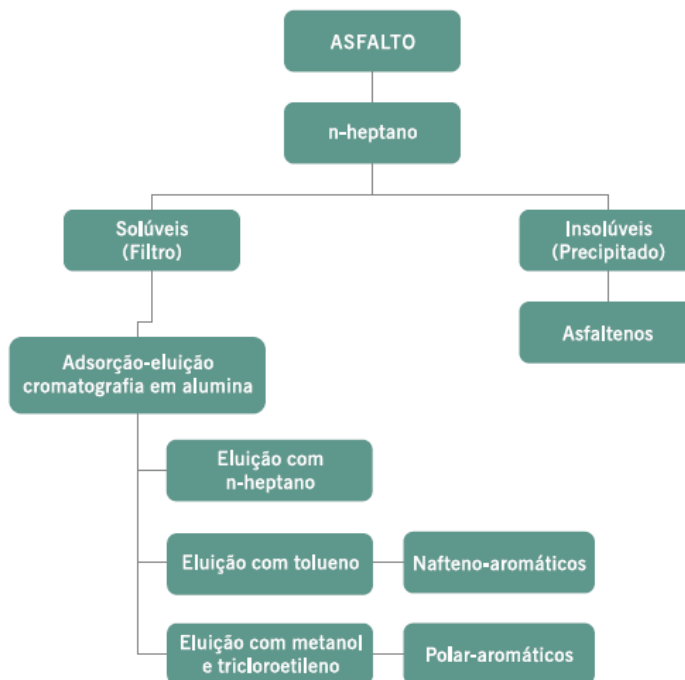 ASFALTO
n-heptano
Solúveis
(Filtro)
Insolúveis
(Precipitado)
Asfaltenos
Adsorção-eluição
cromatografia em alumina
Eluição com
n-heptano
Eluição com tolueno
Nafteno-aromáticos
Eluição com metanol
e tricloroetileno
Polar-aromáticos